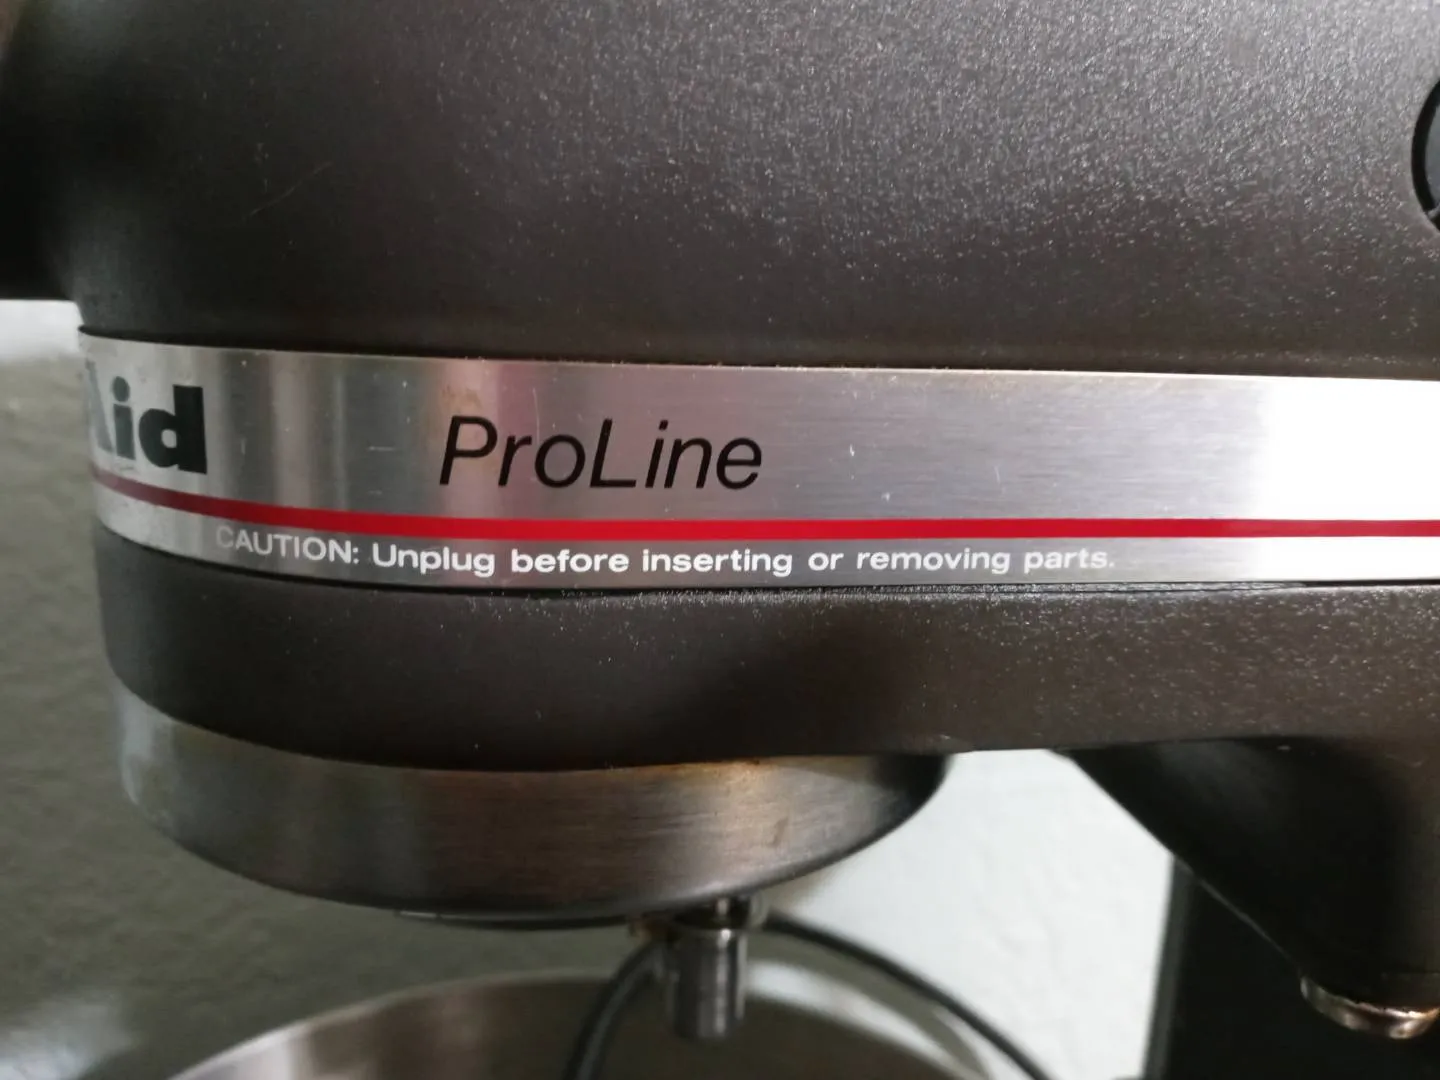 Aid
ProLine
CAUTION: Unplug before inserting or removing parts.